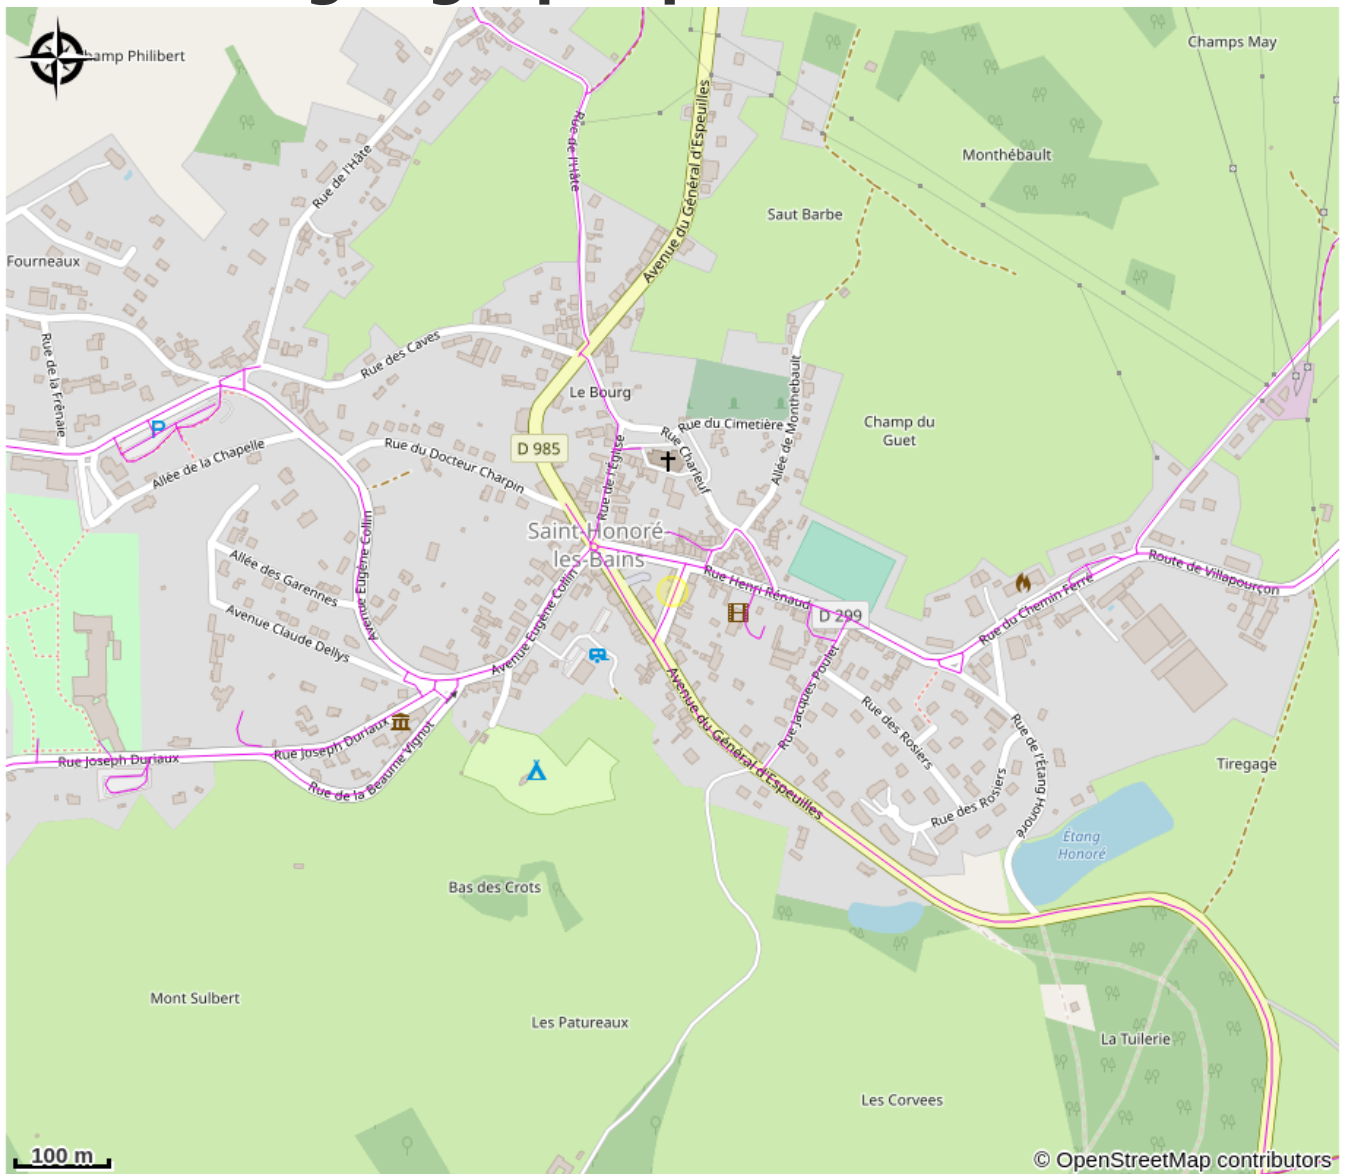 Champs May
hamp Philibert
Avenue du Général d'Espeuilles
Rue de l'Hâte
Rue de l'Hâte
Monthébault
Saut Barbe
Fourneaux
Rue des Caves
Rue de la Frênaie
Le Bourg
Allée de Monthebault
Champ du
Guet
Rue du Cimetière
P
D 985
Rue du Docteur Charpin
Rue de l'Église
Rue Charleuf
Allée de la Chapelle
Saint-Honoré
les-Bains
Avenue Eugène Collin
Allée des Garennes
Rue Henri Rénaud
Route de Villapourçon
Rue du Chemin Ferré
D 299
Avenue Eugène Collin
Avenue Claude Dellys
Rue Jacques Poulet
Avenue du Général d'Espeuilles
Rue des Rosiers
Rue Joseph Duriaux
Rue Joseph Duriaux
Rue de la Beaume Vignot
Rue de l'Étang Honoré
Tiregage
Rue des Rosiers
Étang
Honoré
Bas des Crots
Mont Sulbert
Les Patureaux
La Tuilerie
Les Corvees
100 m
© OpenStreetMap contributors